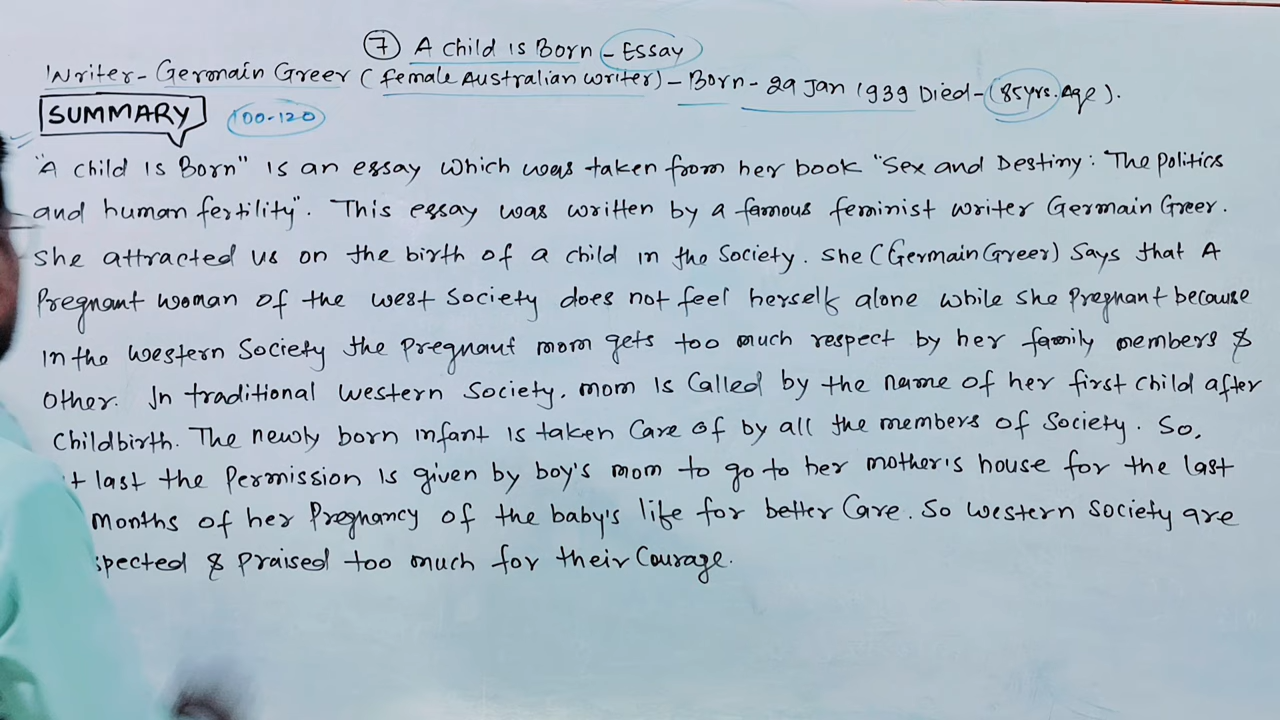 7 A Child is Born - Essay
Writer - Germain Greer (female Australian writer) - Born - 29 Jan 1939 Died - (85yrs. Age).
SUMMARY 100-120
"A child is Born" is an essay which was taken from her book "Sex and Destiny: The politics
and human fertility". This essay was written by a famous feminist writer Germain Greer.
She attracted us on the birth of a child in the Society. She (Germain Greer) Says that A
Pregnant woman of the west Society does not feel herself alone while she pregnant because
in the western Society the pregnant mom gets too much respect by her family members &
Other. In traditional western Society, mom is Called by the name of her first child after
Childbirth. The newly born infant is taken Care of by all the members of Society. So,
last the Permission is given by boy's mom to go to her mother's house for the last
months of her Pregnancy of the baby's life for better Care. So western society are
spected & Praised too much for their Courage.